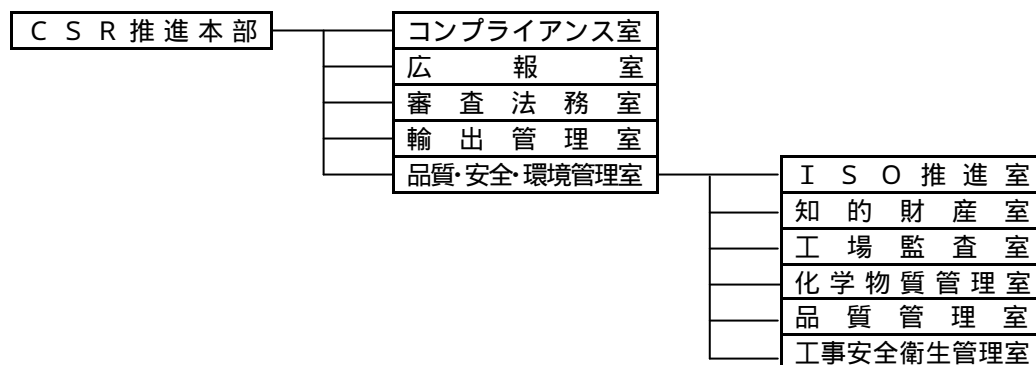 ＣＳＲ推進本部
コンプライアンス室
広報室
審査法務室
輸出管理室
品質・安全・環境管理室
ＩＳＯ推進室
知的財産室
工場監査室
化学物質管理室
品質管理室
工事安全衛生管理室